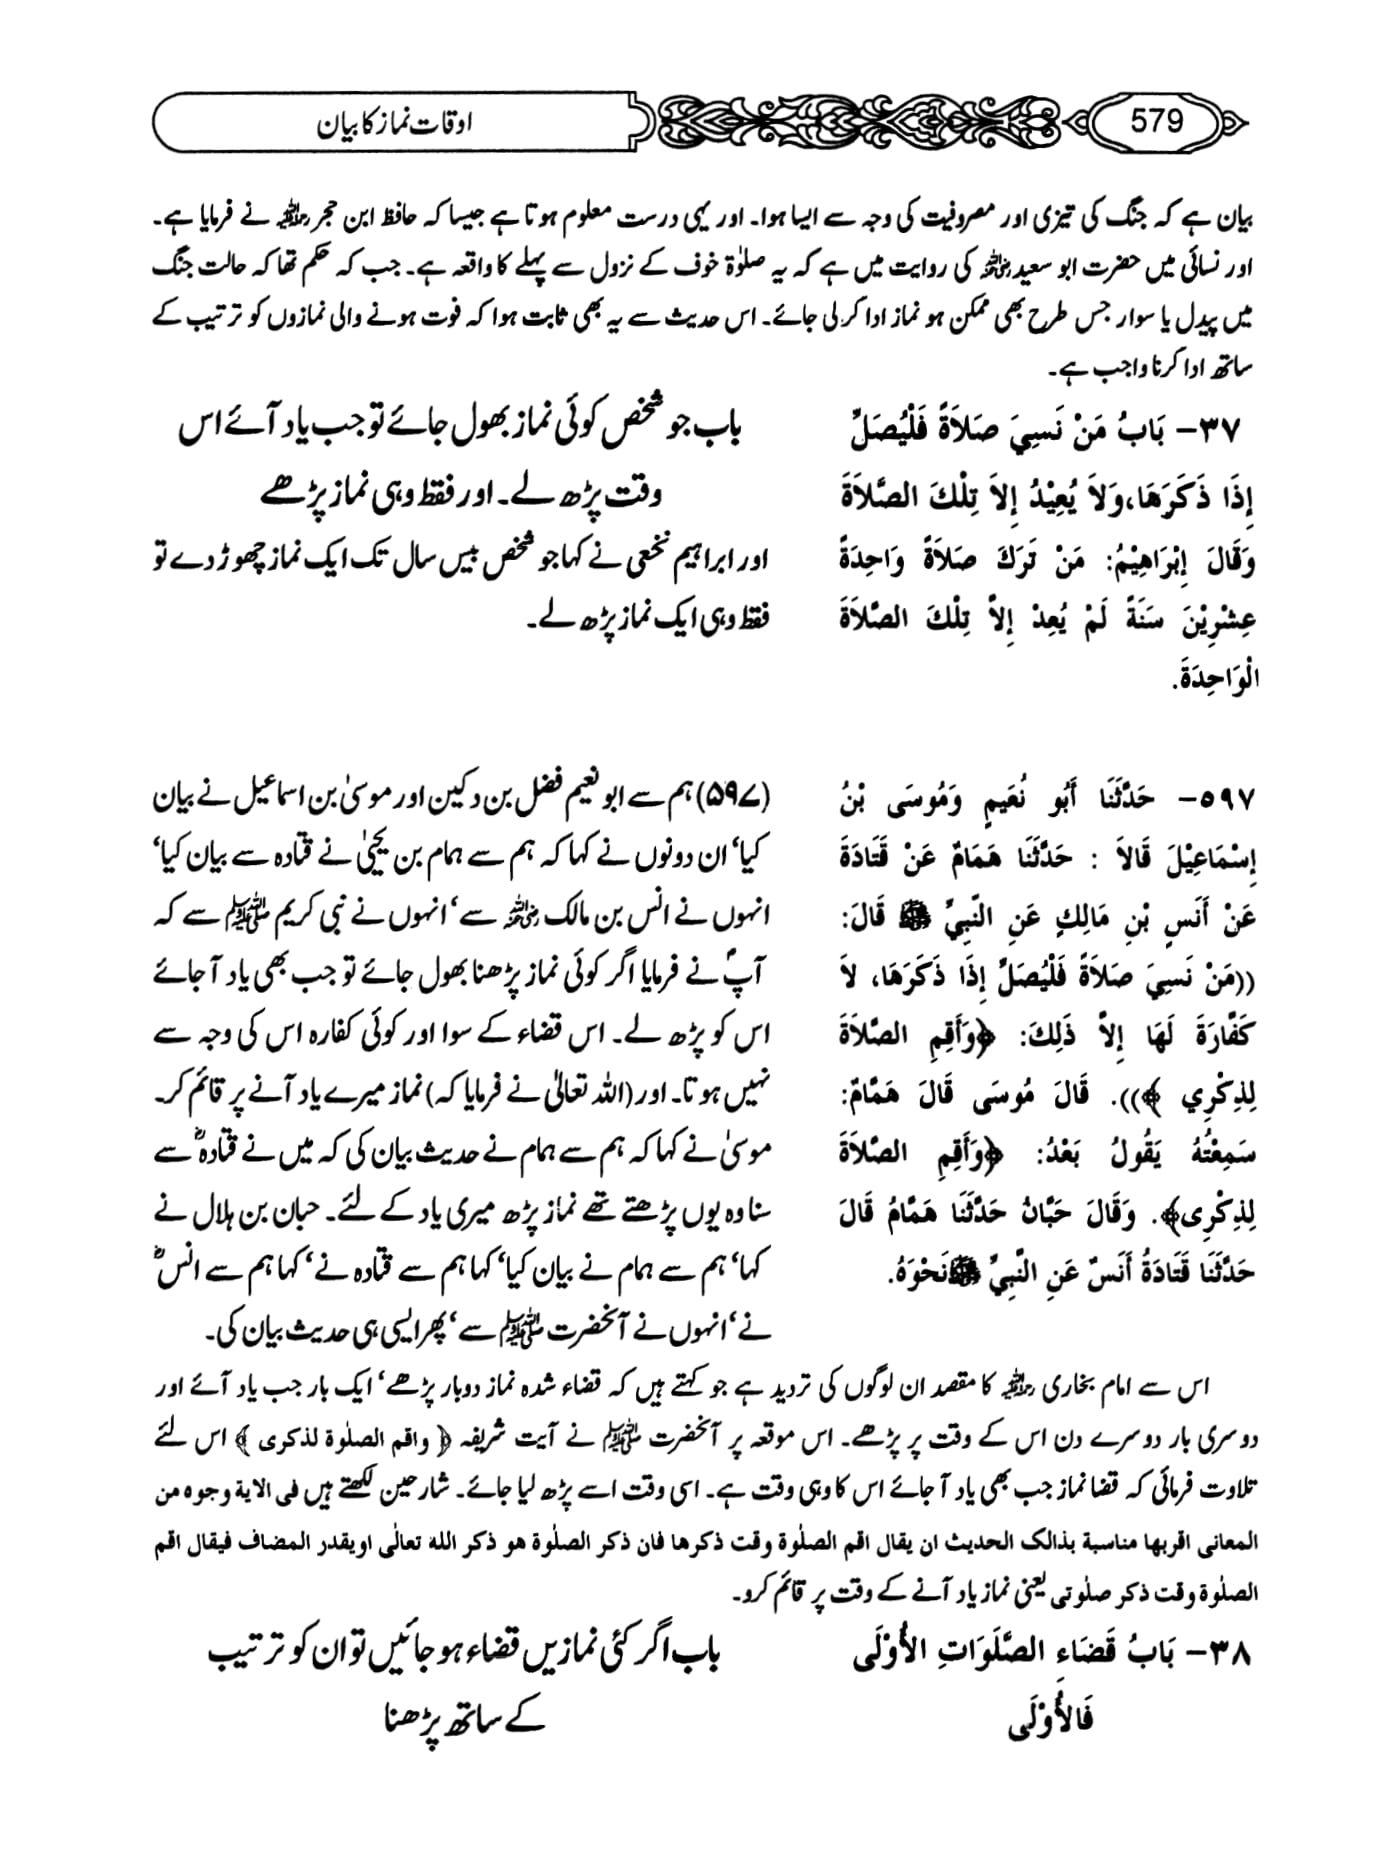 579
اوقات نماز کا بیان
بیان ہے کہ جنگ کی تیزی اور مصروفیت کی وجہ سے ایسا ہوا۔ اور یہی درست معلوم ہوتا ہے جیسا کہ حافظ ابن حجر رحمہ اللہ نے فرمایا ہے۔
اور نسائی میں حضرت ابو سعید رضی اللہ عنہ کی روایت میں ہے کہ یہ صلوٰۃ خوف کے نزول سے پہلے کا واقعہ ہے۔ جب کہ حکم تھا کہ حالت جنگ
میں پیدل یا سوار جس طرح بھی ممکن ہو نماز ادا کر لی جائے۔ اس حدیث سے یہ بھی ثابت ہوا کہ فوت ہونے والی نمازوں کو ترتیب کے
ساتھ ادا کرنا واجب ہے۔
۳۷- بَابُ مَنْ نَسِيَ صَلاَةً فَلْيُصَلِّ
إِذَا ذَكَرَهَا، وَلاَ يُعِيْدُ إِلاَ تِلْكَ الصَّلاَةَ
وَقَالَ إِبْرَاهِيْمُ: مَنْ تَرَكَ صَلاَةً وَاحِدَةً
عِشْرِيْنَ سَنَةً لَمْ يُعِدْ إِلاَّ تِلْكَ الصَّلاَةَ
الْوَاحِدَةَ.
باب جو شخص کوئی نماز بھول جائے تو جب یاد آئے اس
وقت پڑھ لے۔ اور فقط وہی نماز پڑھے
اور ابراہیم نخعی نے کہا جو شخص بیس سال تک ایک نماز چھوڑ دے تو
فقط وہی ایک نماز پڑھ لے۔
٥٩٧- حَدَّثَنَا أَبُو نُعَيمٍ وَمُوسَى بْنُ
إِسْمَاعِيْلَ قَالاَ : حَدَّثَنَا هَمَامٌ عَنْ قَتَادَةَ
عَنْ أَنَسٍ بْنِ مَالِكٍ عَنِ النَّبِيِّ ﷺ قَالَ:
((مَنْ نَسِيَ صَلاَةً فَلْيُصَلِّ إِذَا ذَكَرَهَا، لاَ
كَفَّارَةَ لَهَا إِلاَّ ذَلِكَ: ﴿وَأَقِمِ الصَّلاَةَ
لِذِكْرِي ﴾)). قَالَ مُوسَى قَالَ هَمَّامٌ:
سَمِعْتُهُ يَقُولُ بَعْدُ: ﴿وَأَقِمِ الصَّلاَةَ
لِذِكْرِى﴾. وَقَالَ حَبَّانُ حَدَّثَنَا هَمَّامُ قَالَ
حَدَّثَنَا قَتَادَةُ أَنَسٌ عَنِ النَّبِيِّ ﷺ نَحْوَهُ.
(۵۹۷) ہم سے ابو نعیم فضل بن دکین اور موسیٰ بن اسماعیل نے بیان
کیا‘ ان دونوں نے کہا کہ ہم سے ہمام بن یحیٰی نے قتادہ سے بیان کیا‘
انہوں نے انس بن مالک رضی اللہ عنہ سے‘ انہوں نے نبی کریم ﷺ سے کہ
آپؐ نے فرمایا اگر کوئی نماز پڑھنا بھول جائے تو جب بھی یاد آ جائے
اس کو پڑھ لے۔ اس قضاء کے سوا اور کوئی کفارہ اس کی وجہ سے
نہیں ہوتا۔ اور (اللہ تعالیٰ نے فرمایا کہ) نماز میرے یاد آنے پر قائم کر۔
موسیٰ نے کہا کہ ہم سے ہمام نے حدیث بیان کی کہ میں نے قتادہؓ سے
سنا وہ یوں پڑھتے تھے نماز پڑھ میری یاد کے لئے۔ حبان بن ہلال نے
کہا‘ ہم سے ہمام نے بیان کیا‘ کہا ہم سے قتادہ نے‘ کہا ہم سے انسؓ
نے‘ انہوں نے آنحضرت ﷺ سے‘ پھر ایسی ہی حدیث بیان کی۔
اس سے امام بخاری رحمہ اللہ کا مقصد ان لوگوں کی تردید ہے جو کہتے ہیں کہ قضاء شدہ نماز دوبار پڑھے‘ ایک بار جب یاد آئے اور
دوسری بار دوسرے دن اس کے وقت پر پڑھے۔ اس موقعہ پر آنحضرت ﷺ نے آیت شریفہ ﴿ واقم الصلوۃ لذکری ﴾ اس لئے
تلاوت فرمائی کہ قضا نماز جب بھی یاد آ جائے اس کا وہی وقت ہے۔ اسی وقت اسے پڑھ لیا جائے۔ شارحین لکھتے ہیں فی الایة وجوه من
المعانی اقربها مناسبة بذالک الحدیث ان یقال اقم الصلوة وقت ذکرها فان ذکر الصلوة هو ذکر الله تعالٰی اویقدر المضاف فیقال اقم
الصلوة وقت ذکر صلوتی یعنی نماز یاد آنے کے وقت پر قائم کرو۔
۳۸- بَابُ قَضَاءِ الصَّلَوَاتِ الأُوْلَى
فَالأُوْلَى
باب اگر کئی نمازیں قضاء ہو جائیں تو ان کو ترتیب
کے ساتھ پڑھنا